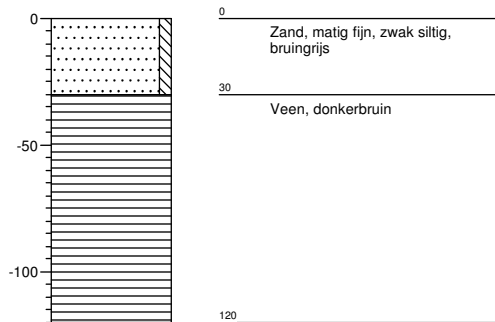 0
0
Zand, matig fijn, zwak siltig,
bruingrijs
30
Veen, donkerbruin
-50
-100
120